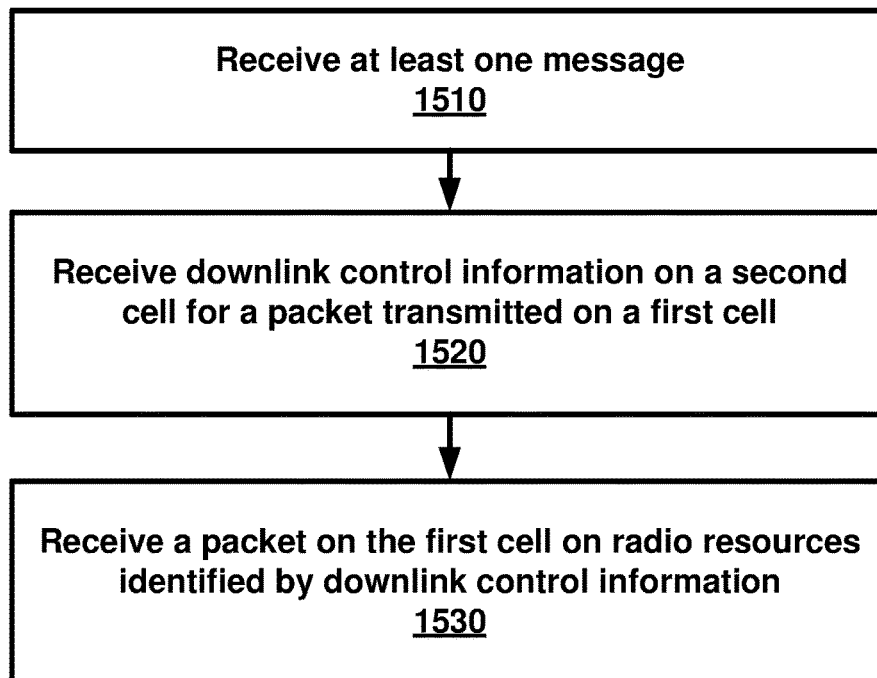 Receive at least one message
1510
Receive downlink control information on a second
cell for a packet transmitted on a first cell
1520
Receive a packet on the first cell on radio resources
identified by downlink control information
1530